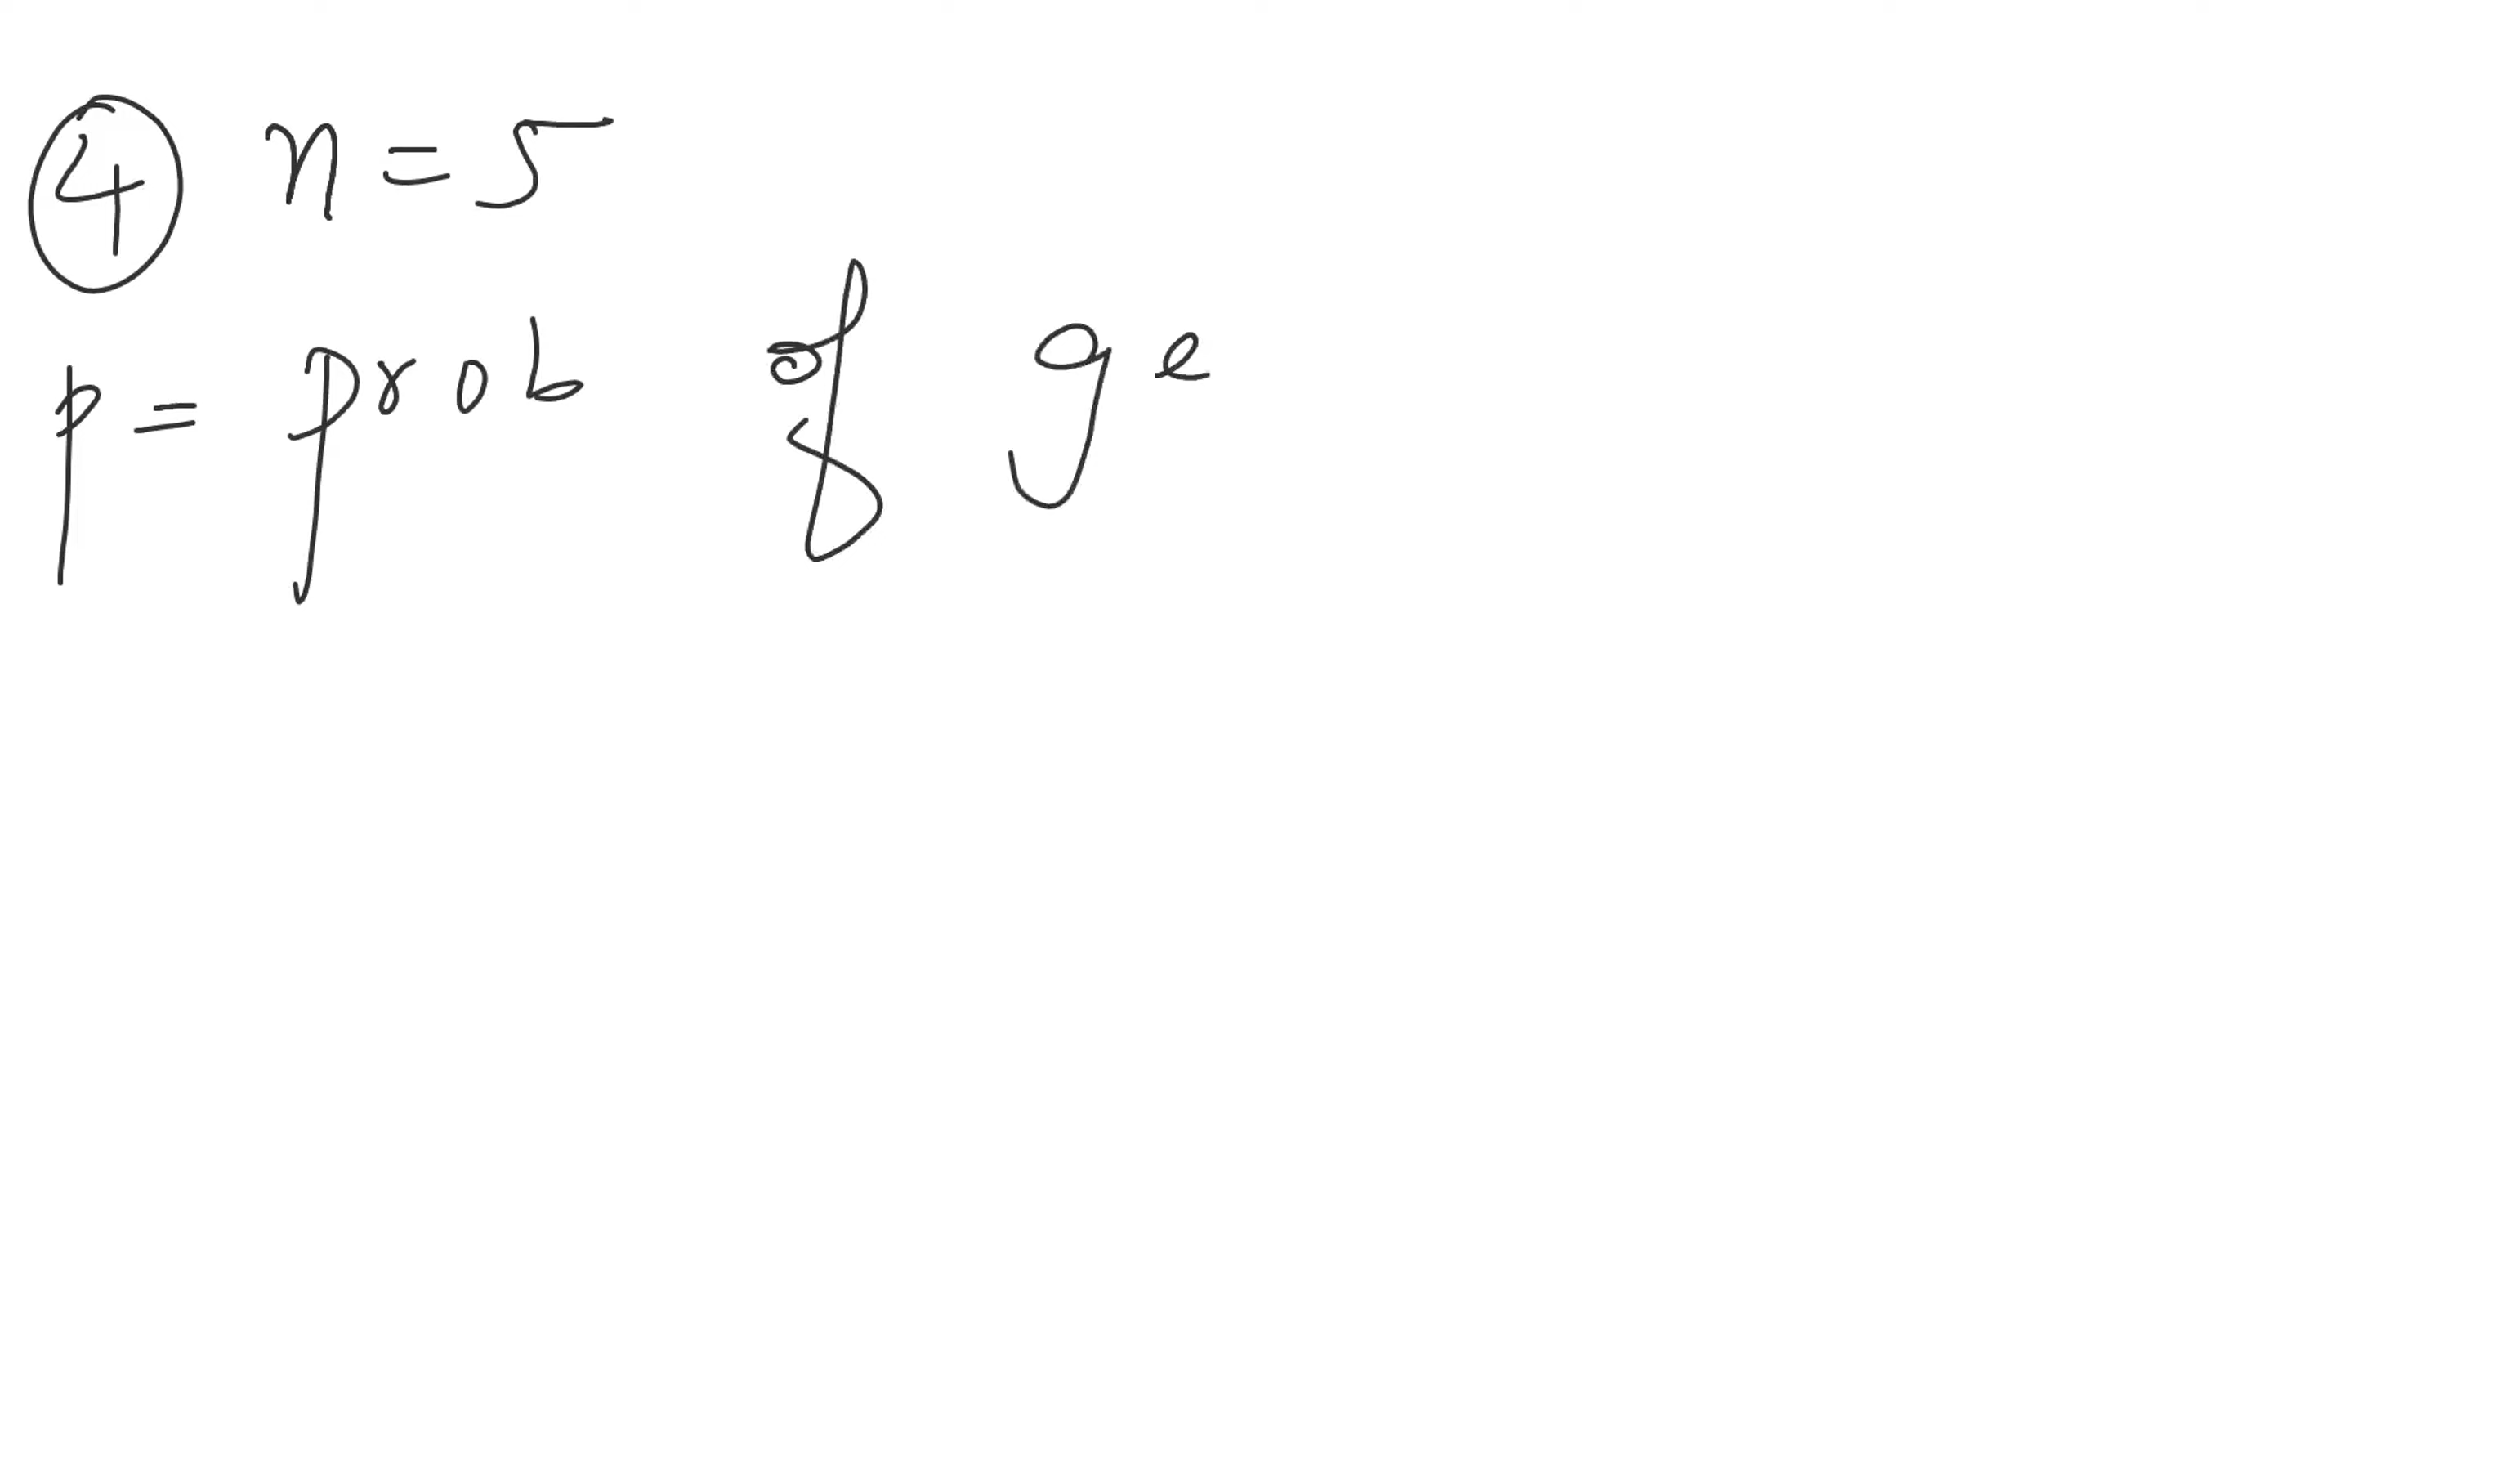 ④ n = 5
p = prob of ge